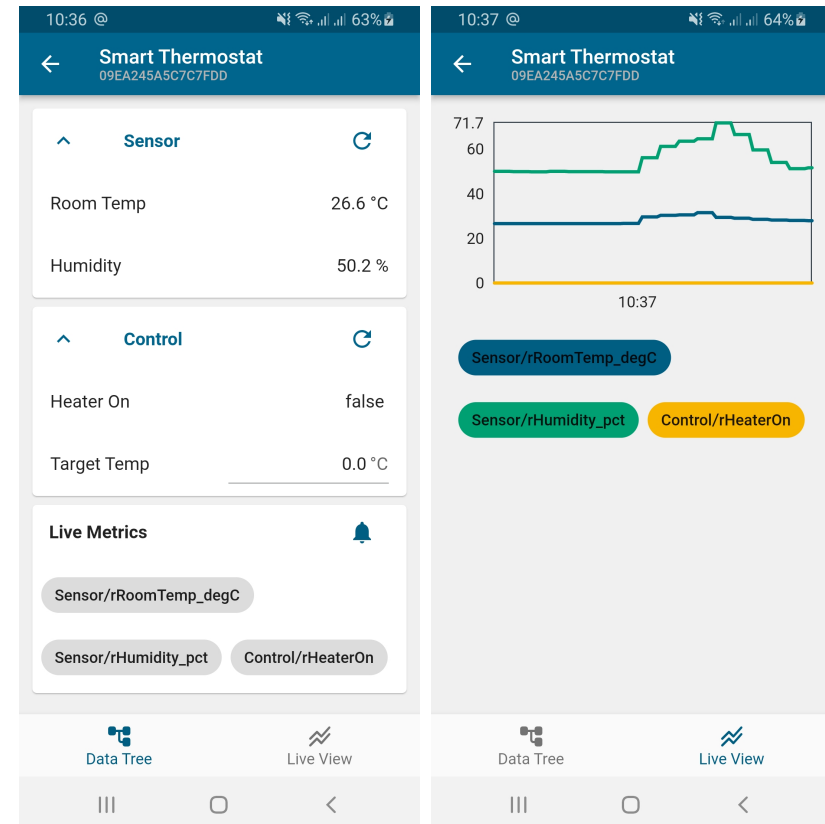 10:36 @ 63%
Smart Thermostat
09EA245A5C7C7FDD
Sensor
Room Temp 26.6 °C
Humidity 50.2 %
Control
Heater On false
Target Temp 0.0 °C
Live Metrics
Sensor/rRoomTemp_degC
Sensor/rHumidity_pct Control/rHeaterOn
Data Tree Live View
10:37 @ 64%
Smart Thermostat
09EA245A5C7C7FDD
71.7
60
40
20
0
10:37
Sensor/rRoomTemp_degC
Sensor/rHumidity_pct Control/rHeaterOn
Data Tree Live View